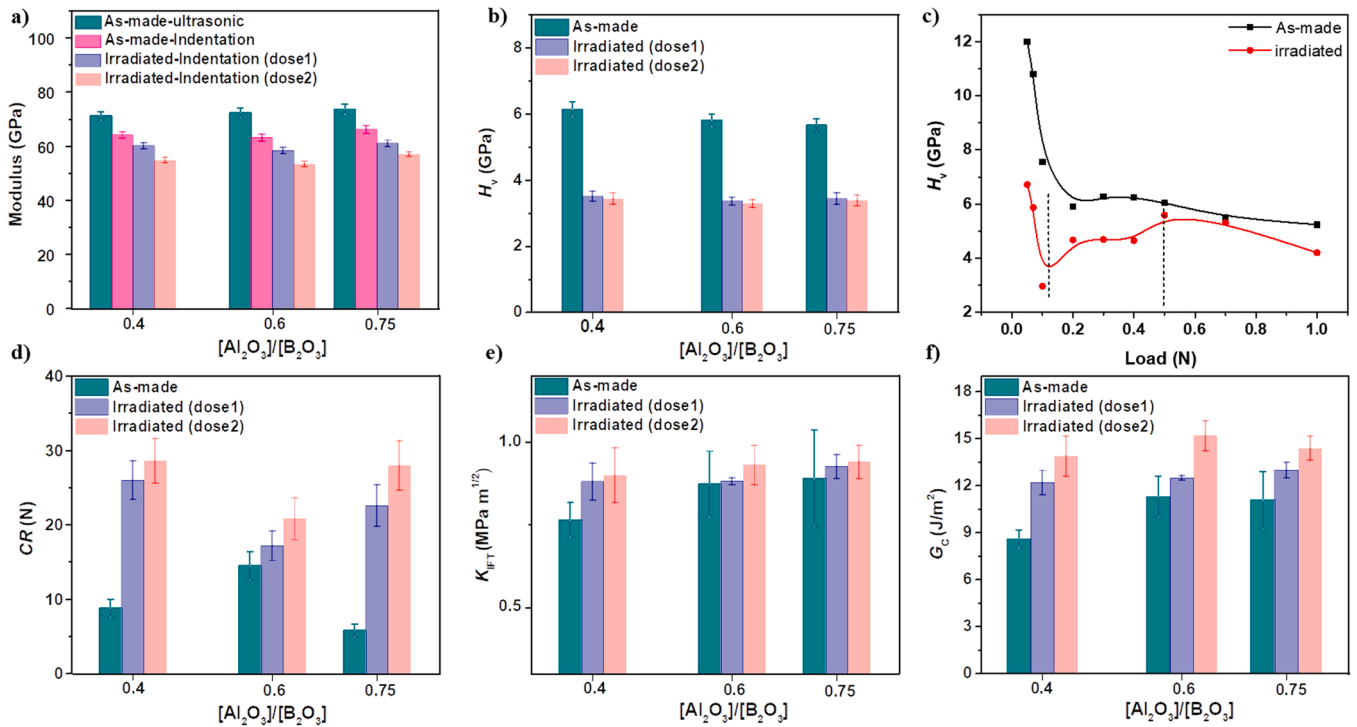 a)
As-made-ultrasonic
As-made-Indentation
Irradiated-Indentation (dose1)
Irradiated-Indentation (dose2)
100
80
60
40
20
0
Modulus (GPa)
0.4
0.6
0.75
[Al₂O₃]/[B₂O₃]
b)
As-made
Irradiated (dose1)
Irradiated (dose2)
8
6
4
2
0
Hᵥ (GPa)
0.4
0.6
0.75
[Al₂O₃]/[B₂O₃]
c)
As-made
irradiated
12
10
8
6
4
2
Hᵥ (GPa)
0.0
0.2
0.4
0.6
0.8
1.0
Load (N)
d)
As-made
Irradiated (dose1)
Irradiated (dose2)
40
30
20
10
0
CR (N)
0.4
0.6
0.75
[Al₂O₃]/[B₂O₃]
e)
As-made
Irradiated (dose1)
Irradiated (dose2)
1.0
0.5
K_IFT (MPa m^1/2)
0.4
0.6
0.75
[Al₂O₃]/[B₂O₃]
f)
As-made
Irradiated (dose1)
Irradiated (dose2)
18
15
12
9
6
3
0
G_C (J/m²)
0.4
0.6
0.75
[Al₂O₃]/[B₂O₃]